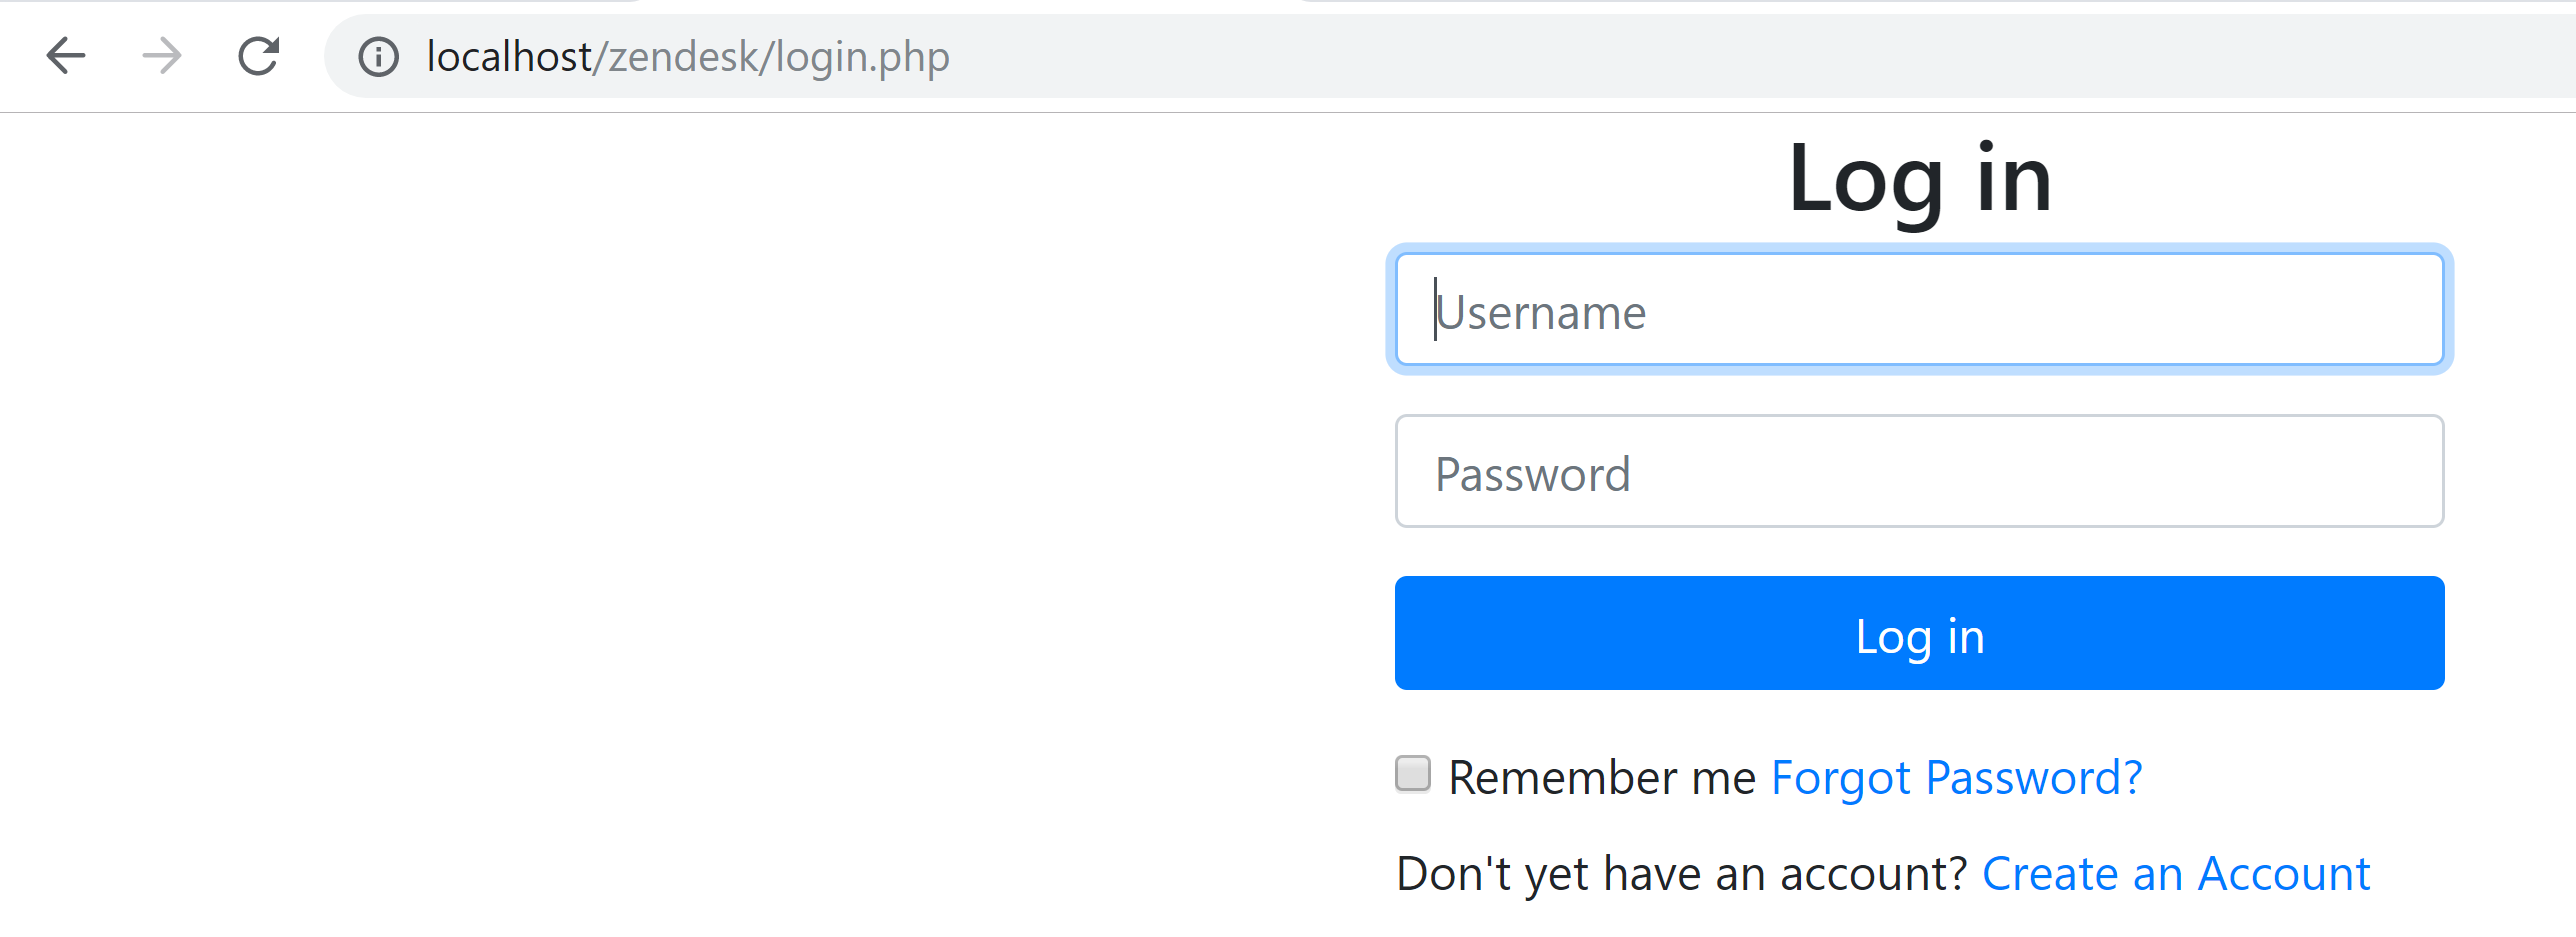 localhost/zendesk/login.php
Log in
Username
Password
Log in
Remember me Forgot Password?
Don't yet have an account? Create an Account